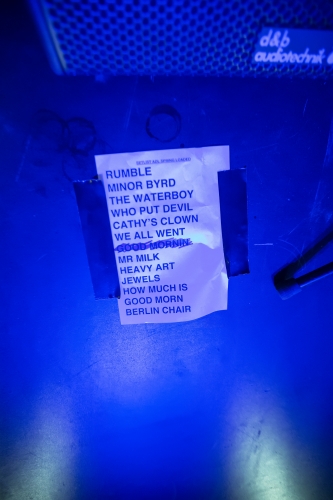 d&b
audiotechnik
RUMBLE
MINOR BYRD
THE WATERBOY
WHO PUT DEVIL
CATHY'S CLOWN
WE ALL WENT
GOOD MORNIN'
MR MILK
HEAVY ART
JEWELS
HOW MUCH IS
GOOD MORN
BERLIN CHAIR